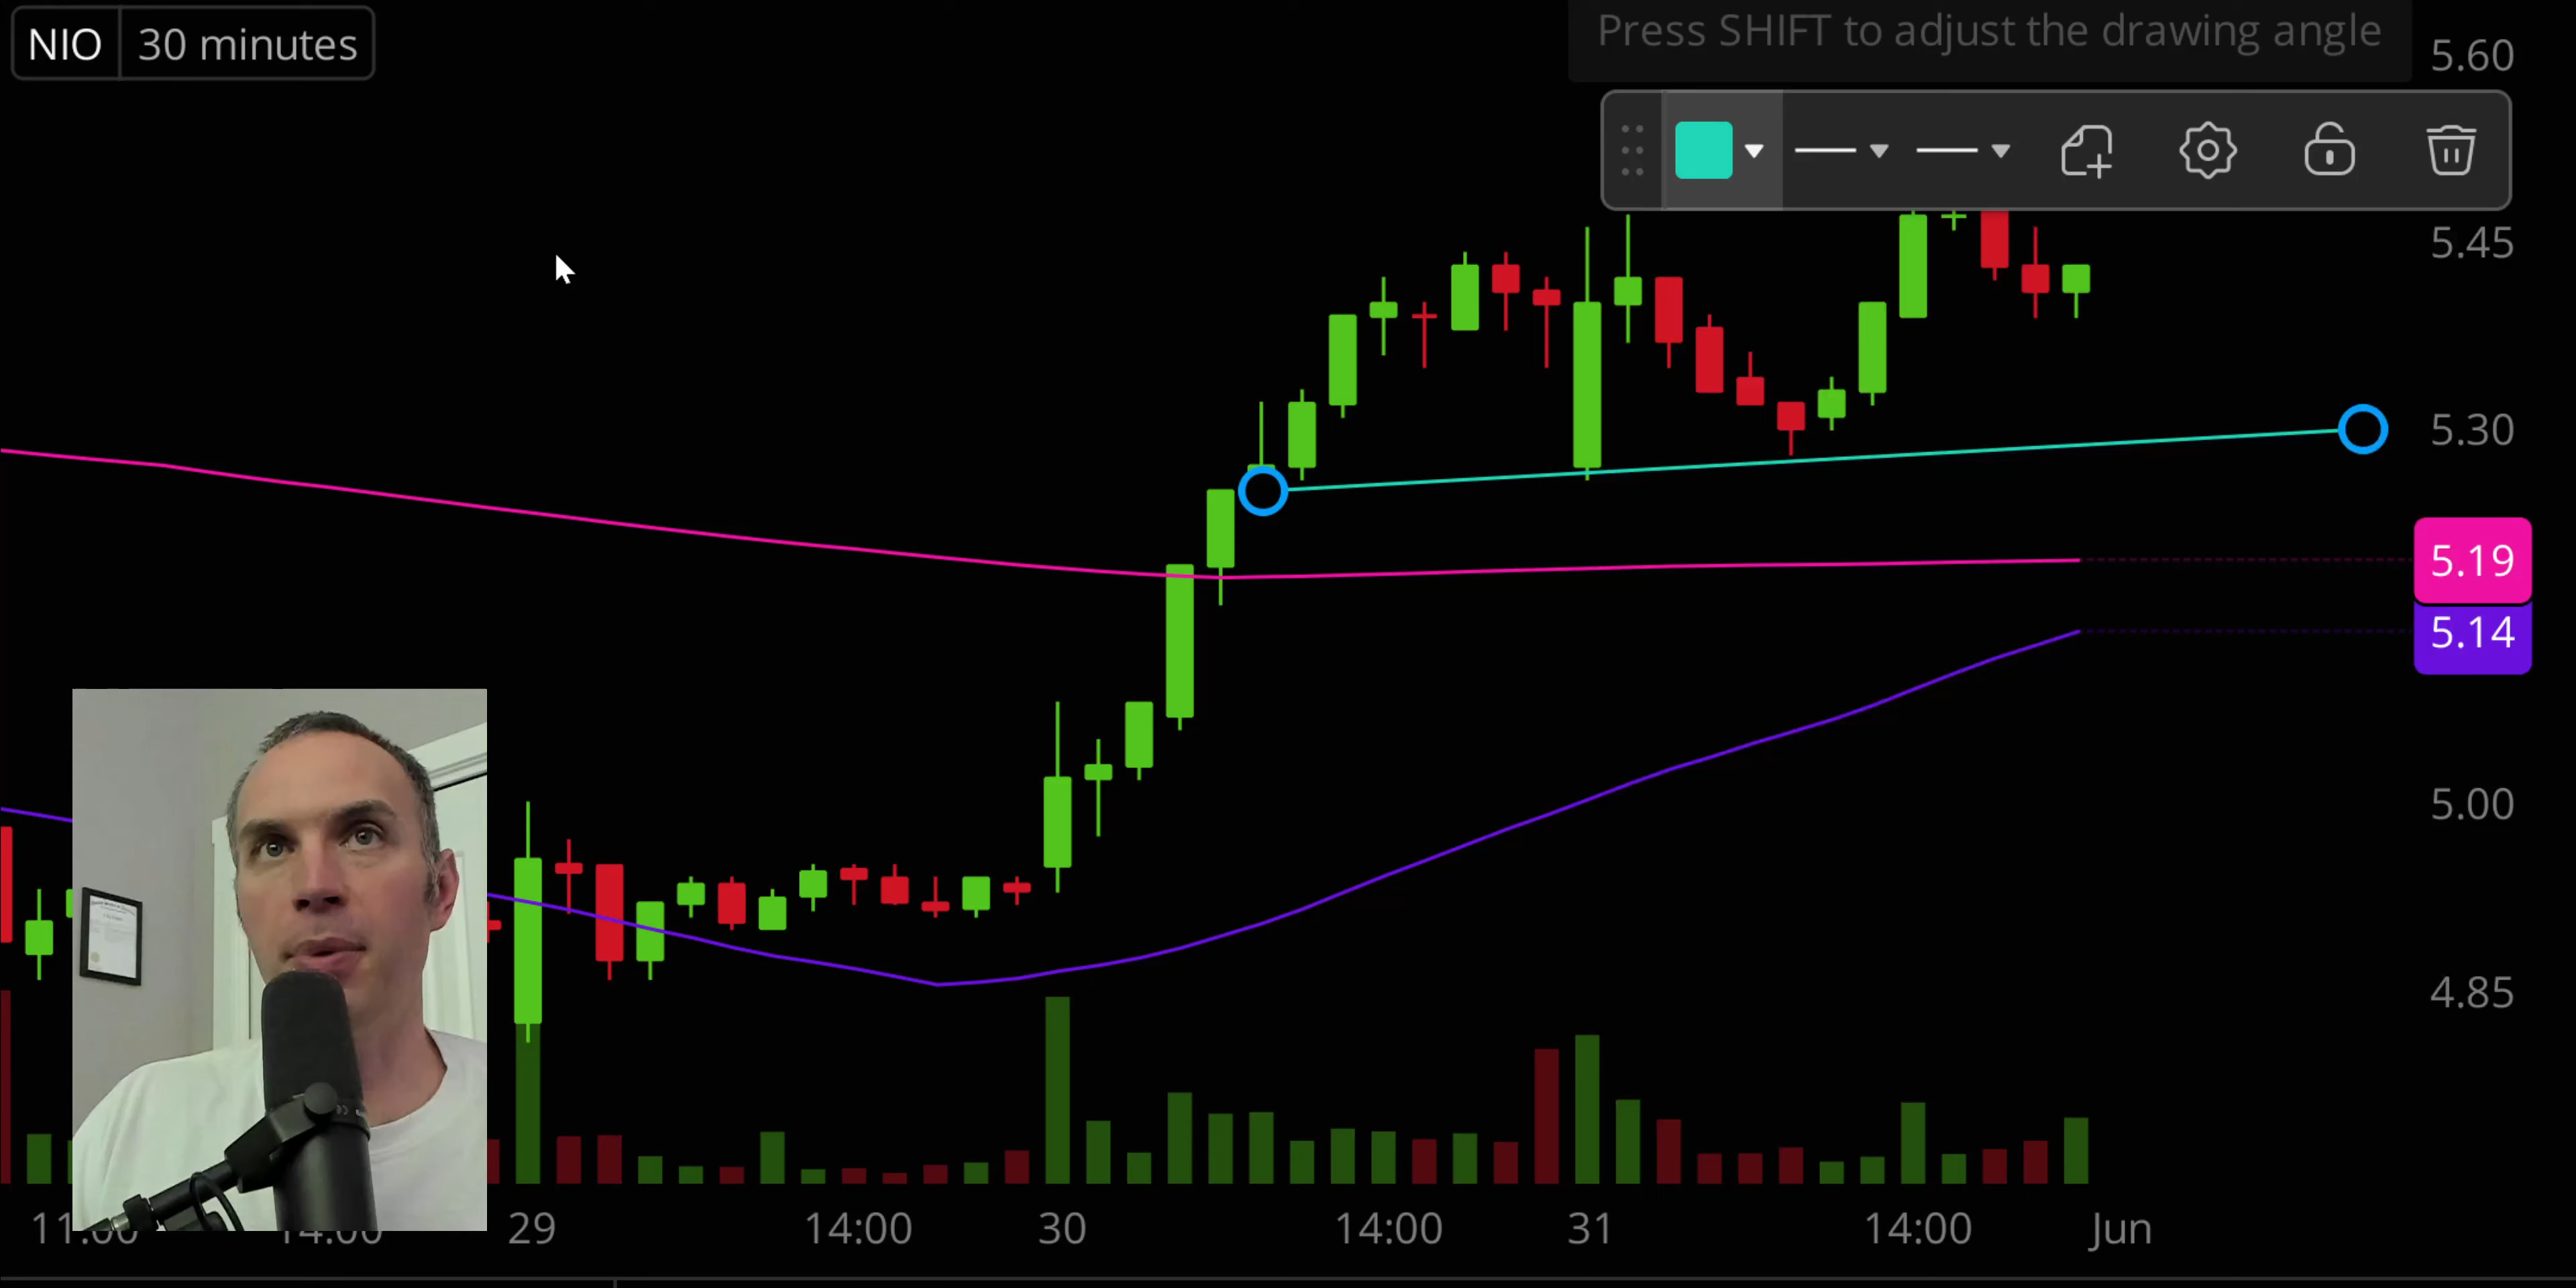 NIO 30 minutes
Press SHIFT to adjust the drawing angle
5.60
5.45
5.30
5.19
5.14
5.00
4.85
11:00 14:00 29 14:00 30 14:00 31 14:00 Jun